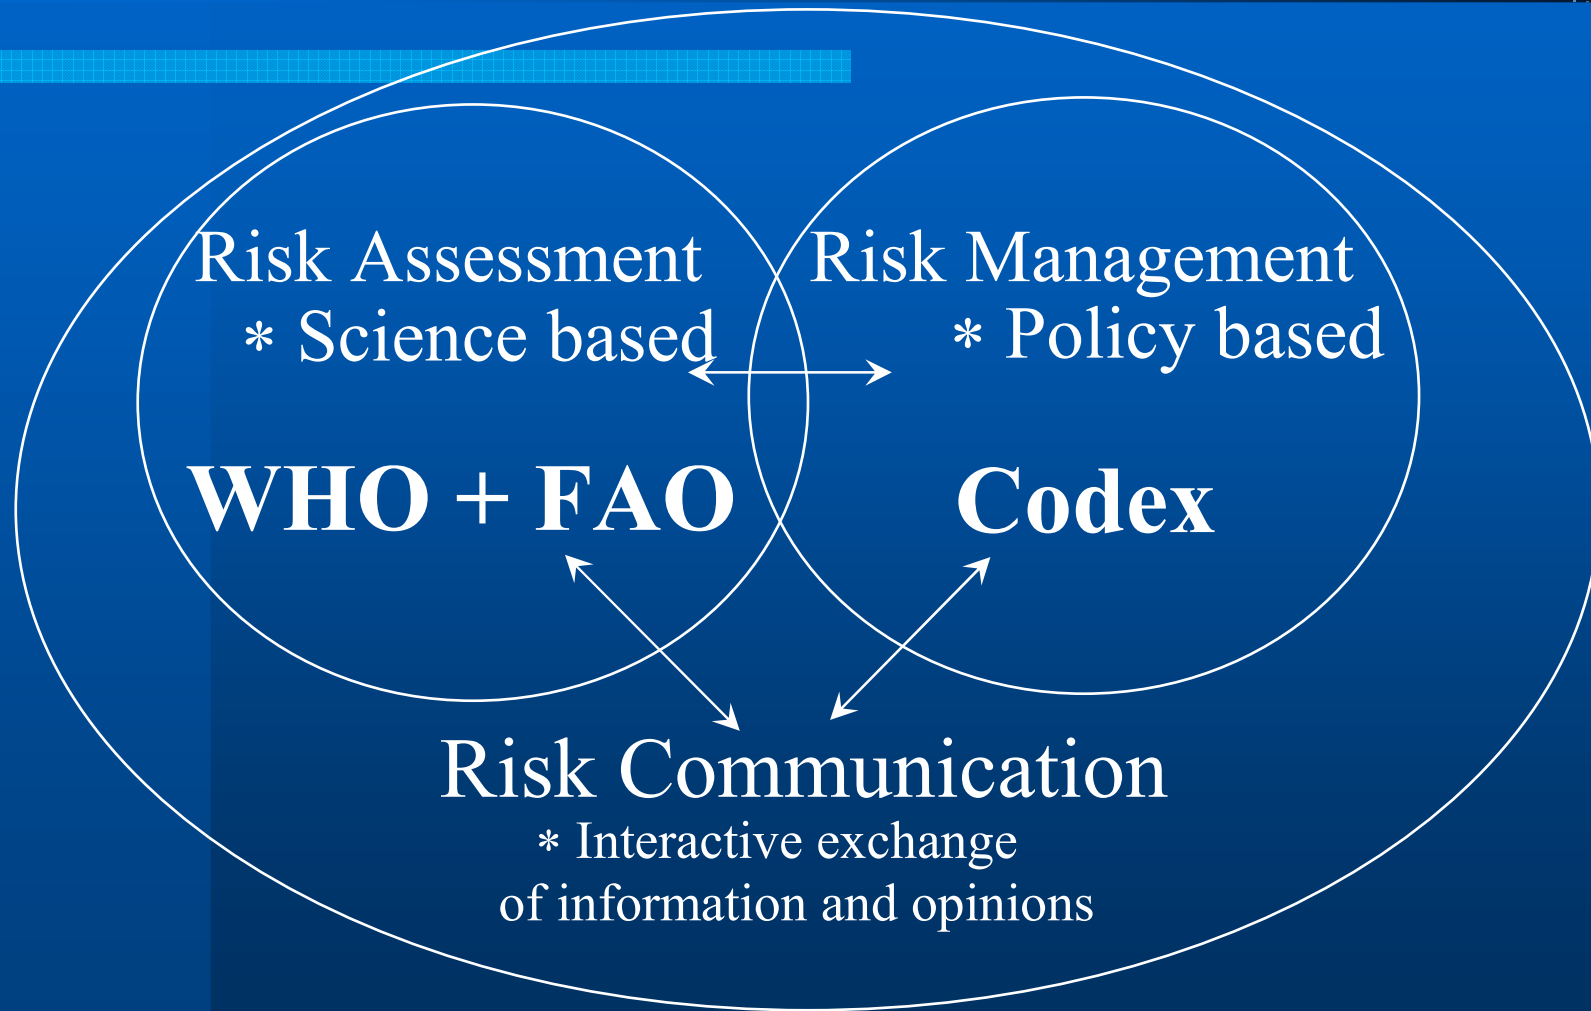 Risk Assessment
* Science based
WHO + FAO
Risk Management
* Policy based
Codex
Risk Communication
* Interactive exchange
of information and opinions